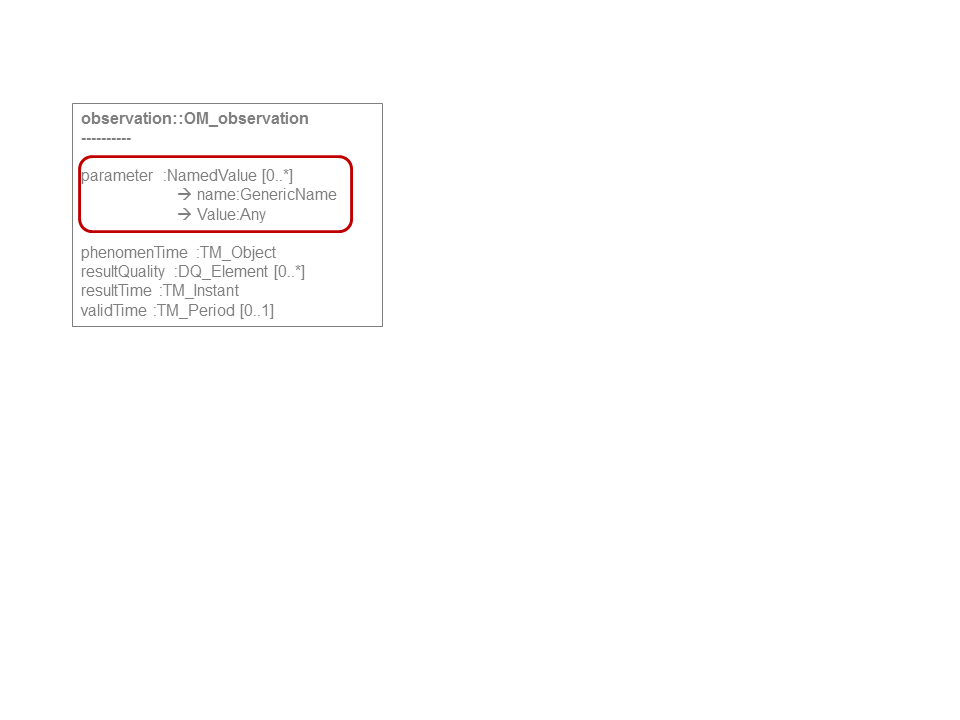 observation::OM_observation
----------
parameter :NamedValue [0..*]
→ name:GenericName
→ Value:Any
phenomenTime :TM_Object
resultQuality :DQ_Element [0..*]
resultTime :TM_Instant
validTime :TM_Period [0..1]